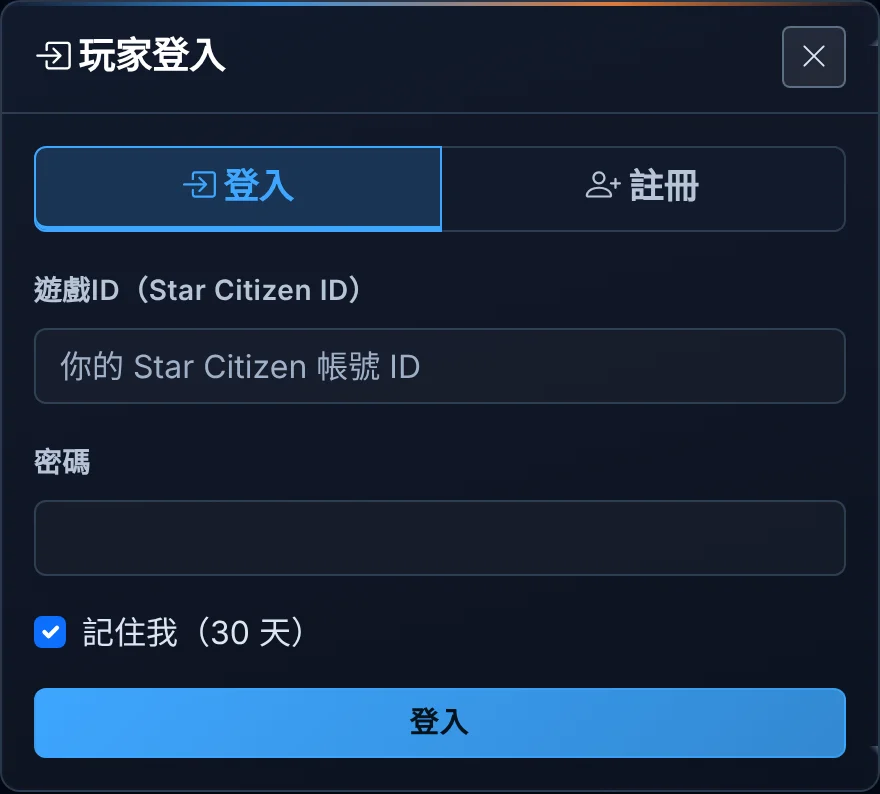 玩家登入
登入
註冊
遊戲ID（Star Citizen ID）
你的 Star Citizen 帳號 ID
密碼
記住我（30 天）
登入